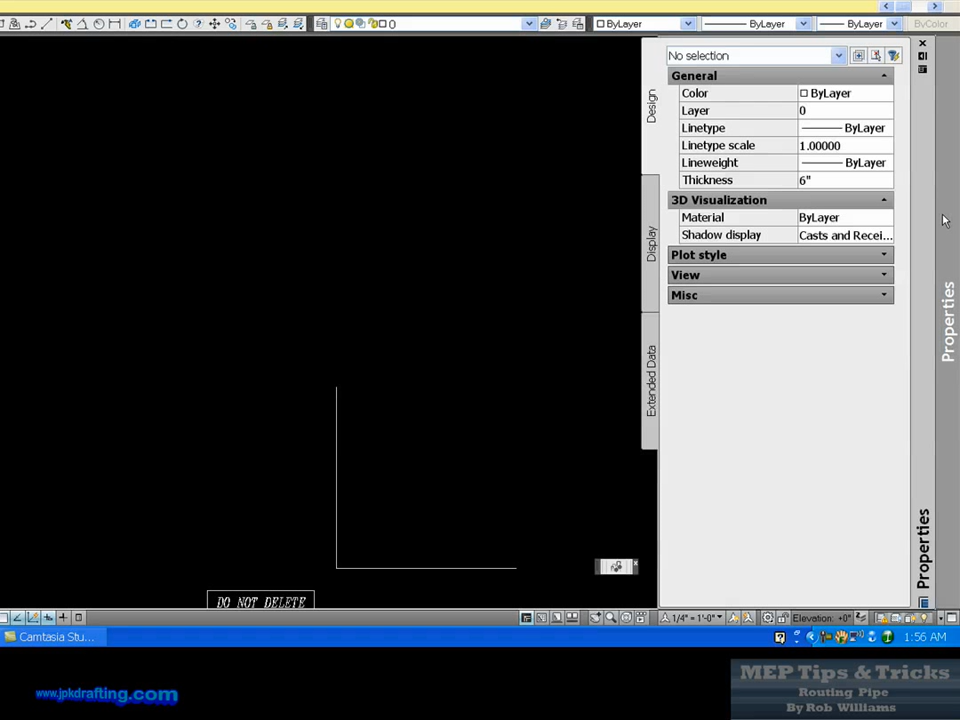 0
ByLayer
ByLayer
ByLayer
ByColor
No selection
General
Color ByLayer
Layer 0
Linetype ByLayer
Linetype scale 1.00000
Lineweight ByLayer
Thickness 6"
3D Visualization
Material ByLayer
Shadow display Casts and Recei...
Plot style
View
Misc
Design
Display
Extended Data
Properties
Properties
DO NOT DELETE
1/4" = 1'-0"
Elevation: +0"
Camtasia Stu...
1:56 AM
www.jpkdrafting.com
MEP Tips & Tricks
Routing Pipe
By Rob Williams